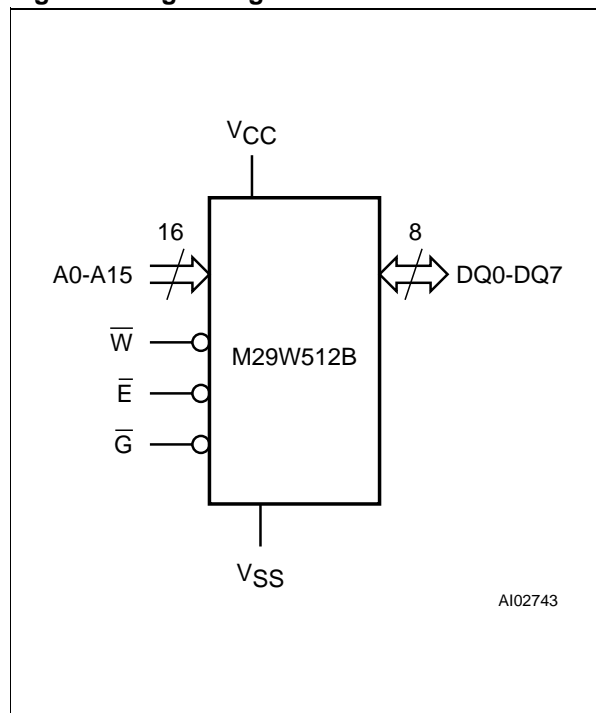 VCC
16
8
A0-A15
DQ0-DQ7
W̅
M29W512B
E̅
G̅
VSS
AI02743